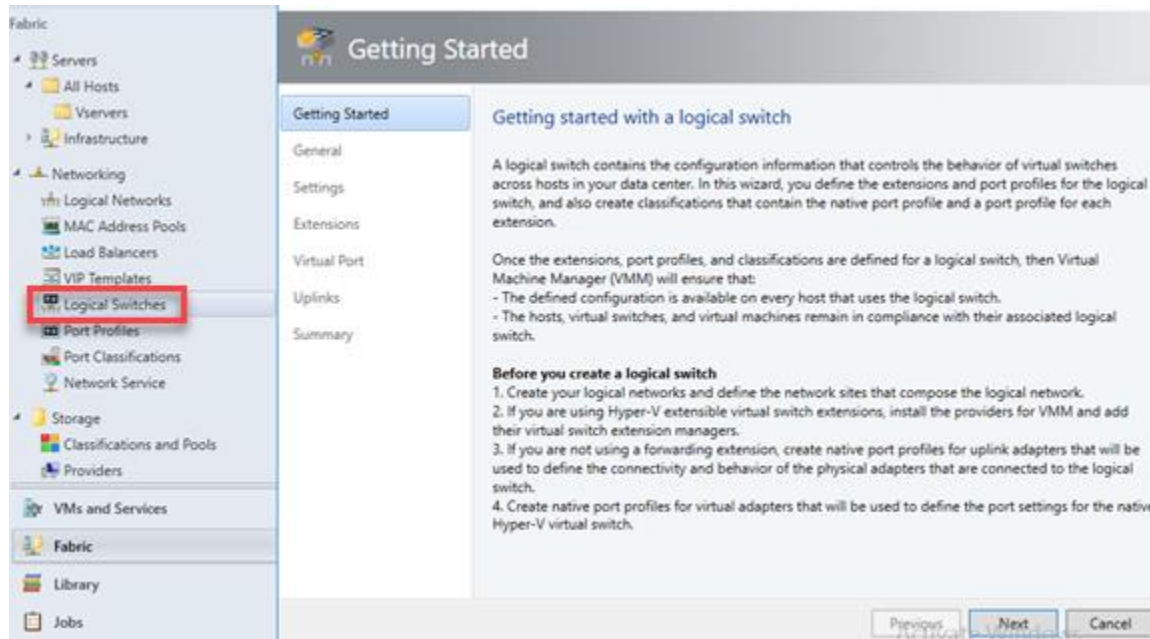 Fabric
Servers
All Hosts
Vservers
Infrastructure
Networking
Logical Networks
MAC Address Pools
Load Balancers
VIP Templates
Logical Switches
Port Profiles
Port Classifications
Network Service
Storage
Classifications and Pools
Providers
VMs and Services
Fabric
Library
Jobs
Getting Started
Getting Started
General
Settings
Extensions
Virtual Port
Uplinks
Summary
Getting started with a logical switch
A logical switch contains the configuration information that controls the behavior of virtual switches
across hosts in your data center. In this wizard, you define the extensions and port profiles for the logical
switch, and also create classifications that contain the native port profile and a port profile for each
extension.
Once the extensions, port profiles, and classifications are defined for a logical switch, then Virtual
Machine Manager (VMM) will ensure that:
- The defined configuration is available on every host that uses the logical switch.
- The hosts, virtual switches, and virtual machines remain in compliance with their associated logical
switch.
Before you create a logical switch
1. Create your logical networks and define the network sites that compose the logical network.
2. If you are using Hyper-V extensible virtual switch extensions, install the providers for VMM and add
their virtual switch extension managers.
3. If you are not using a forwarding extension, create native port profiles for uplink adapters that will be
used to define the connectivity and behavior of the physical adapters that are connected to the logical
switch.
4. Create native port profiles for virtual adapters that will be used to define the port settings for the native
Hyper-V virtual switch.
Previous
Next
Cancel